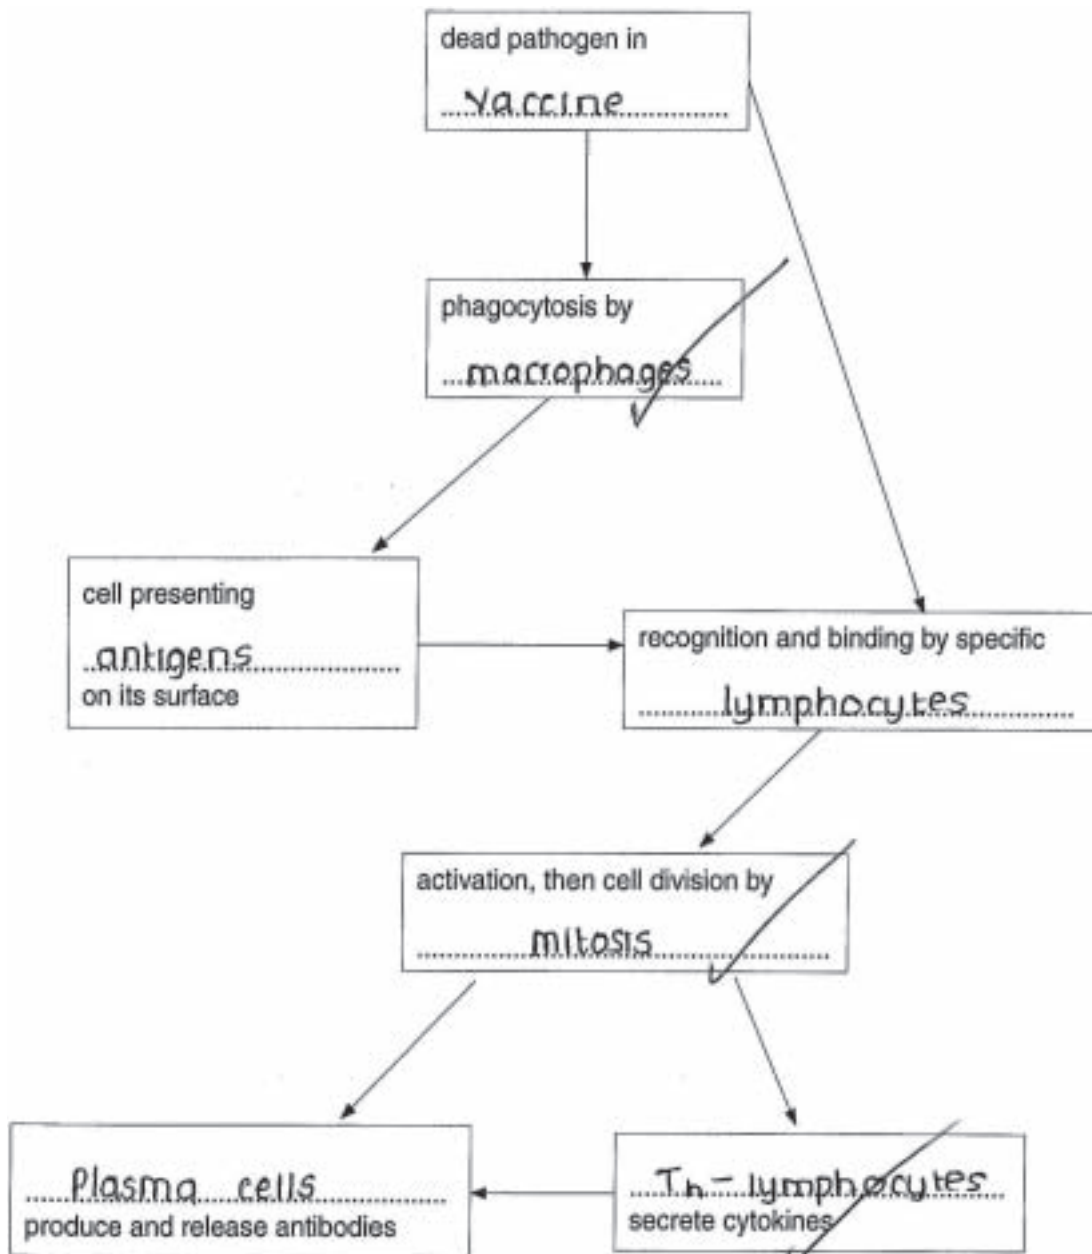 dead pathogen in
vaccine
phagocytosis by
macrophages
cell presenting
antigens
on its surface
recognition and binding by specific
lymphocytes
activation, then cell division by
mitosis
Plasma cells
produce and release antibodies
Th - lymphocytes
secrete cytokines